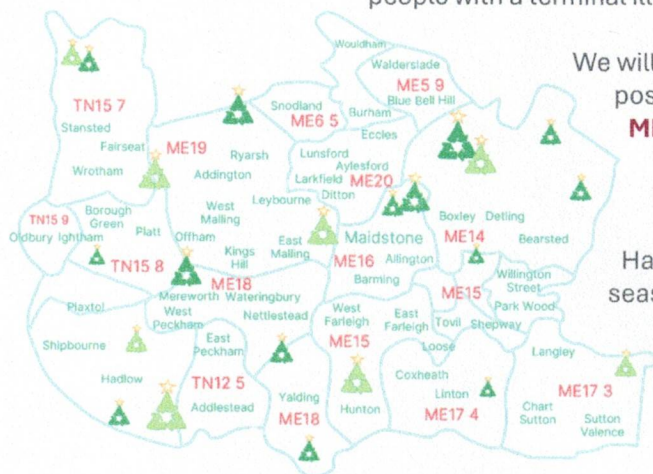 people with a terminal ill
We will
pos
ME
Ha
seas
Wouldham
Walderslade
ME5 9
Blue Bell Hill
TN15 7
Snodland
ME6 5
Burham
Stansted
Eccles
Fairseat
ME19
Ryarsh
Lunsford
Aylesford
Wrotham
Addington
Larkfield
ME20
Ditton
Leybourne
TN15 9
Borough
Green
West
Malling
Boxley
Detling
Oldbury
Ightham
Platt
Offham
East
Malling
Maidstone
ME14
Bearsted
Kings
Hill
ME16
Allington
TN15 8
ME18
Barming
ME15
Willington
Street
Plaxtol
Mereworth
Wateringbury
Park Wood
West
Peckham
Nettlestead
West
Farleigh
East
Farleigh
Tovil
Shepway
Shipbourne
East
Peckham
ME15
Loose
Langley
Hadlow
TN12 5
Coxheath
ME17 3
Addlestead
Yalding
Linton
Hunton
ME17 4
Chart
Sutton
Sutton
Valence
ME18